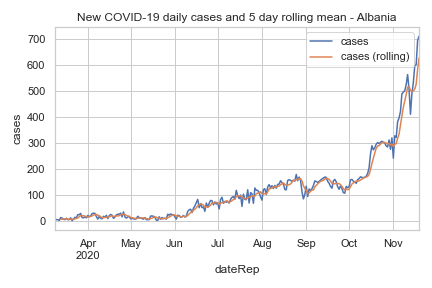 New COVID-19 daily cases and 5 day rolling mean - Albania
cases
cases (rolling)
700
600
500
400
300
200
100
0
cases
Apr May Jun Jul Aug Sep Oct Nov
2020
dateRep